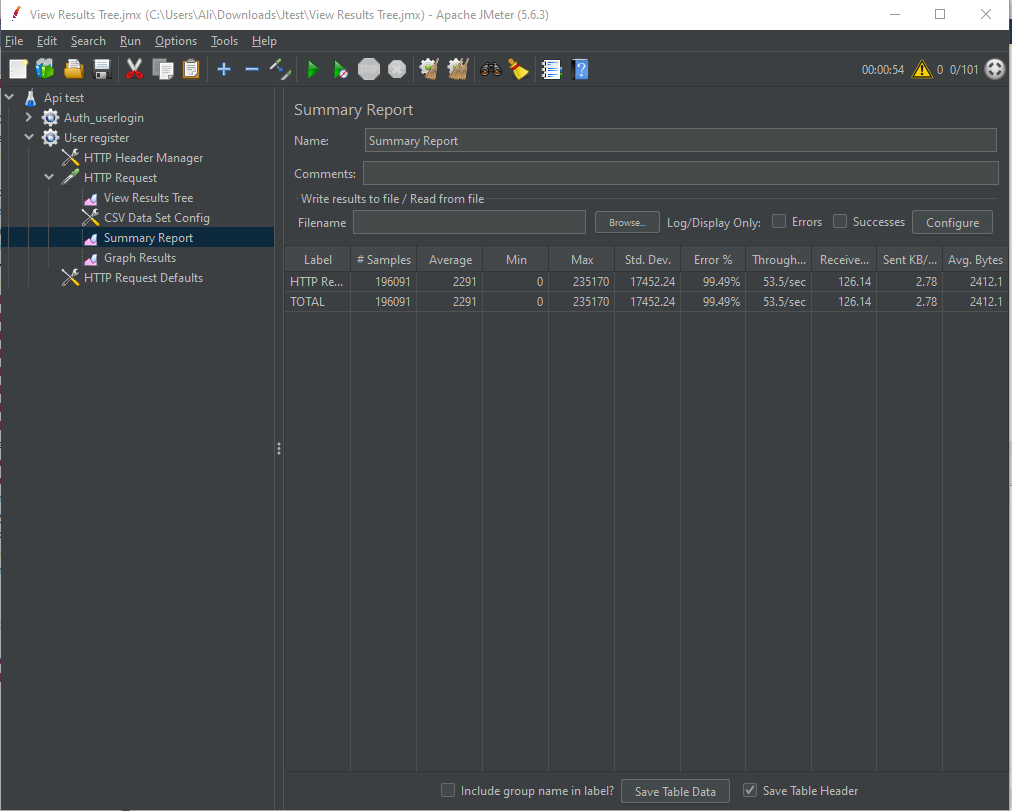 View Results Tree.jmx (C:\Users\Ali\Downloads\Utest\View Results Tree.jmx) - Apache JMeter (5.6.3)
File Edit Search Run Options Tools Help
STOP
00:00:54 0 0/101
Api test
Auth_userlogin
User register
HTTP Header Manager
HTTP Request
View Results Tree
CSV Data Set Config
Summary Report
Graph Results
HTTP Request Defaults
Summary Report
Name: Summary Report
Comments:
Write results to file / Read from file
Filename Browse... Log/Display Only: Errors Successes Configure
Label # Samples Average Min Max Std. Dev. Error % Through... Receive... Sent KB/... Avg. Bytes
HTTP Re... 196091 2291 0 235170 17452.24 99.49% 53.5/sec 126.14 2.78 2412.1
TOTAL 196091 2291 0 235170 17452.24 99.49% 53.5/sec 126.14 2.78 2412.1
Include group name in label? Save Table Data Save Table Header